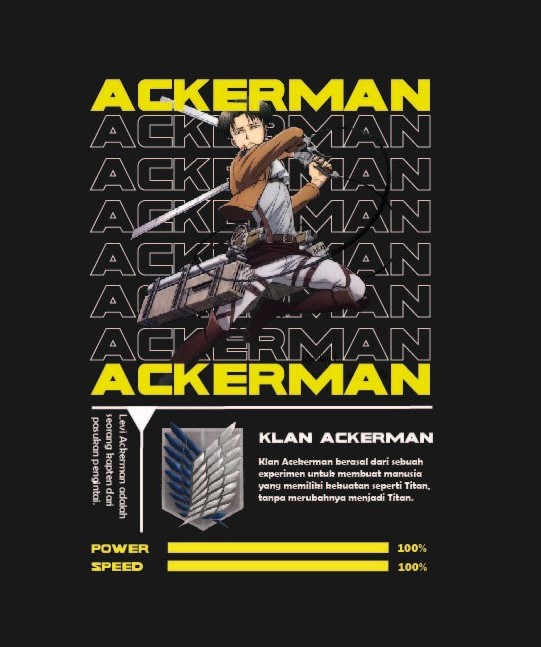 ACKERMAN
ACKERMAN
ACKERMAN
ACKERMAN
ACKERMAN
ACKERMAN
ACKERMAN
ACKERMAN
Levi Ackerman adalah
seorang kapten dari
pasukan pengintai.
KLAN ACKERMAN
Klan Acekerman berasal dari sebuah
experimen untuk membuat manusia
yang memiliki kekuatan seperti Titan,
tanpa merubahnya menjadi Titan.
POWER 100%
SPEED 100%